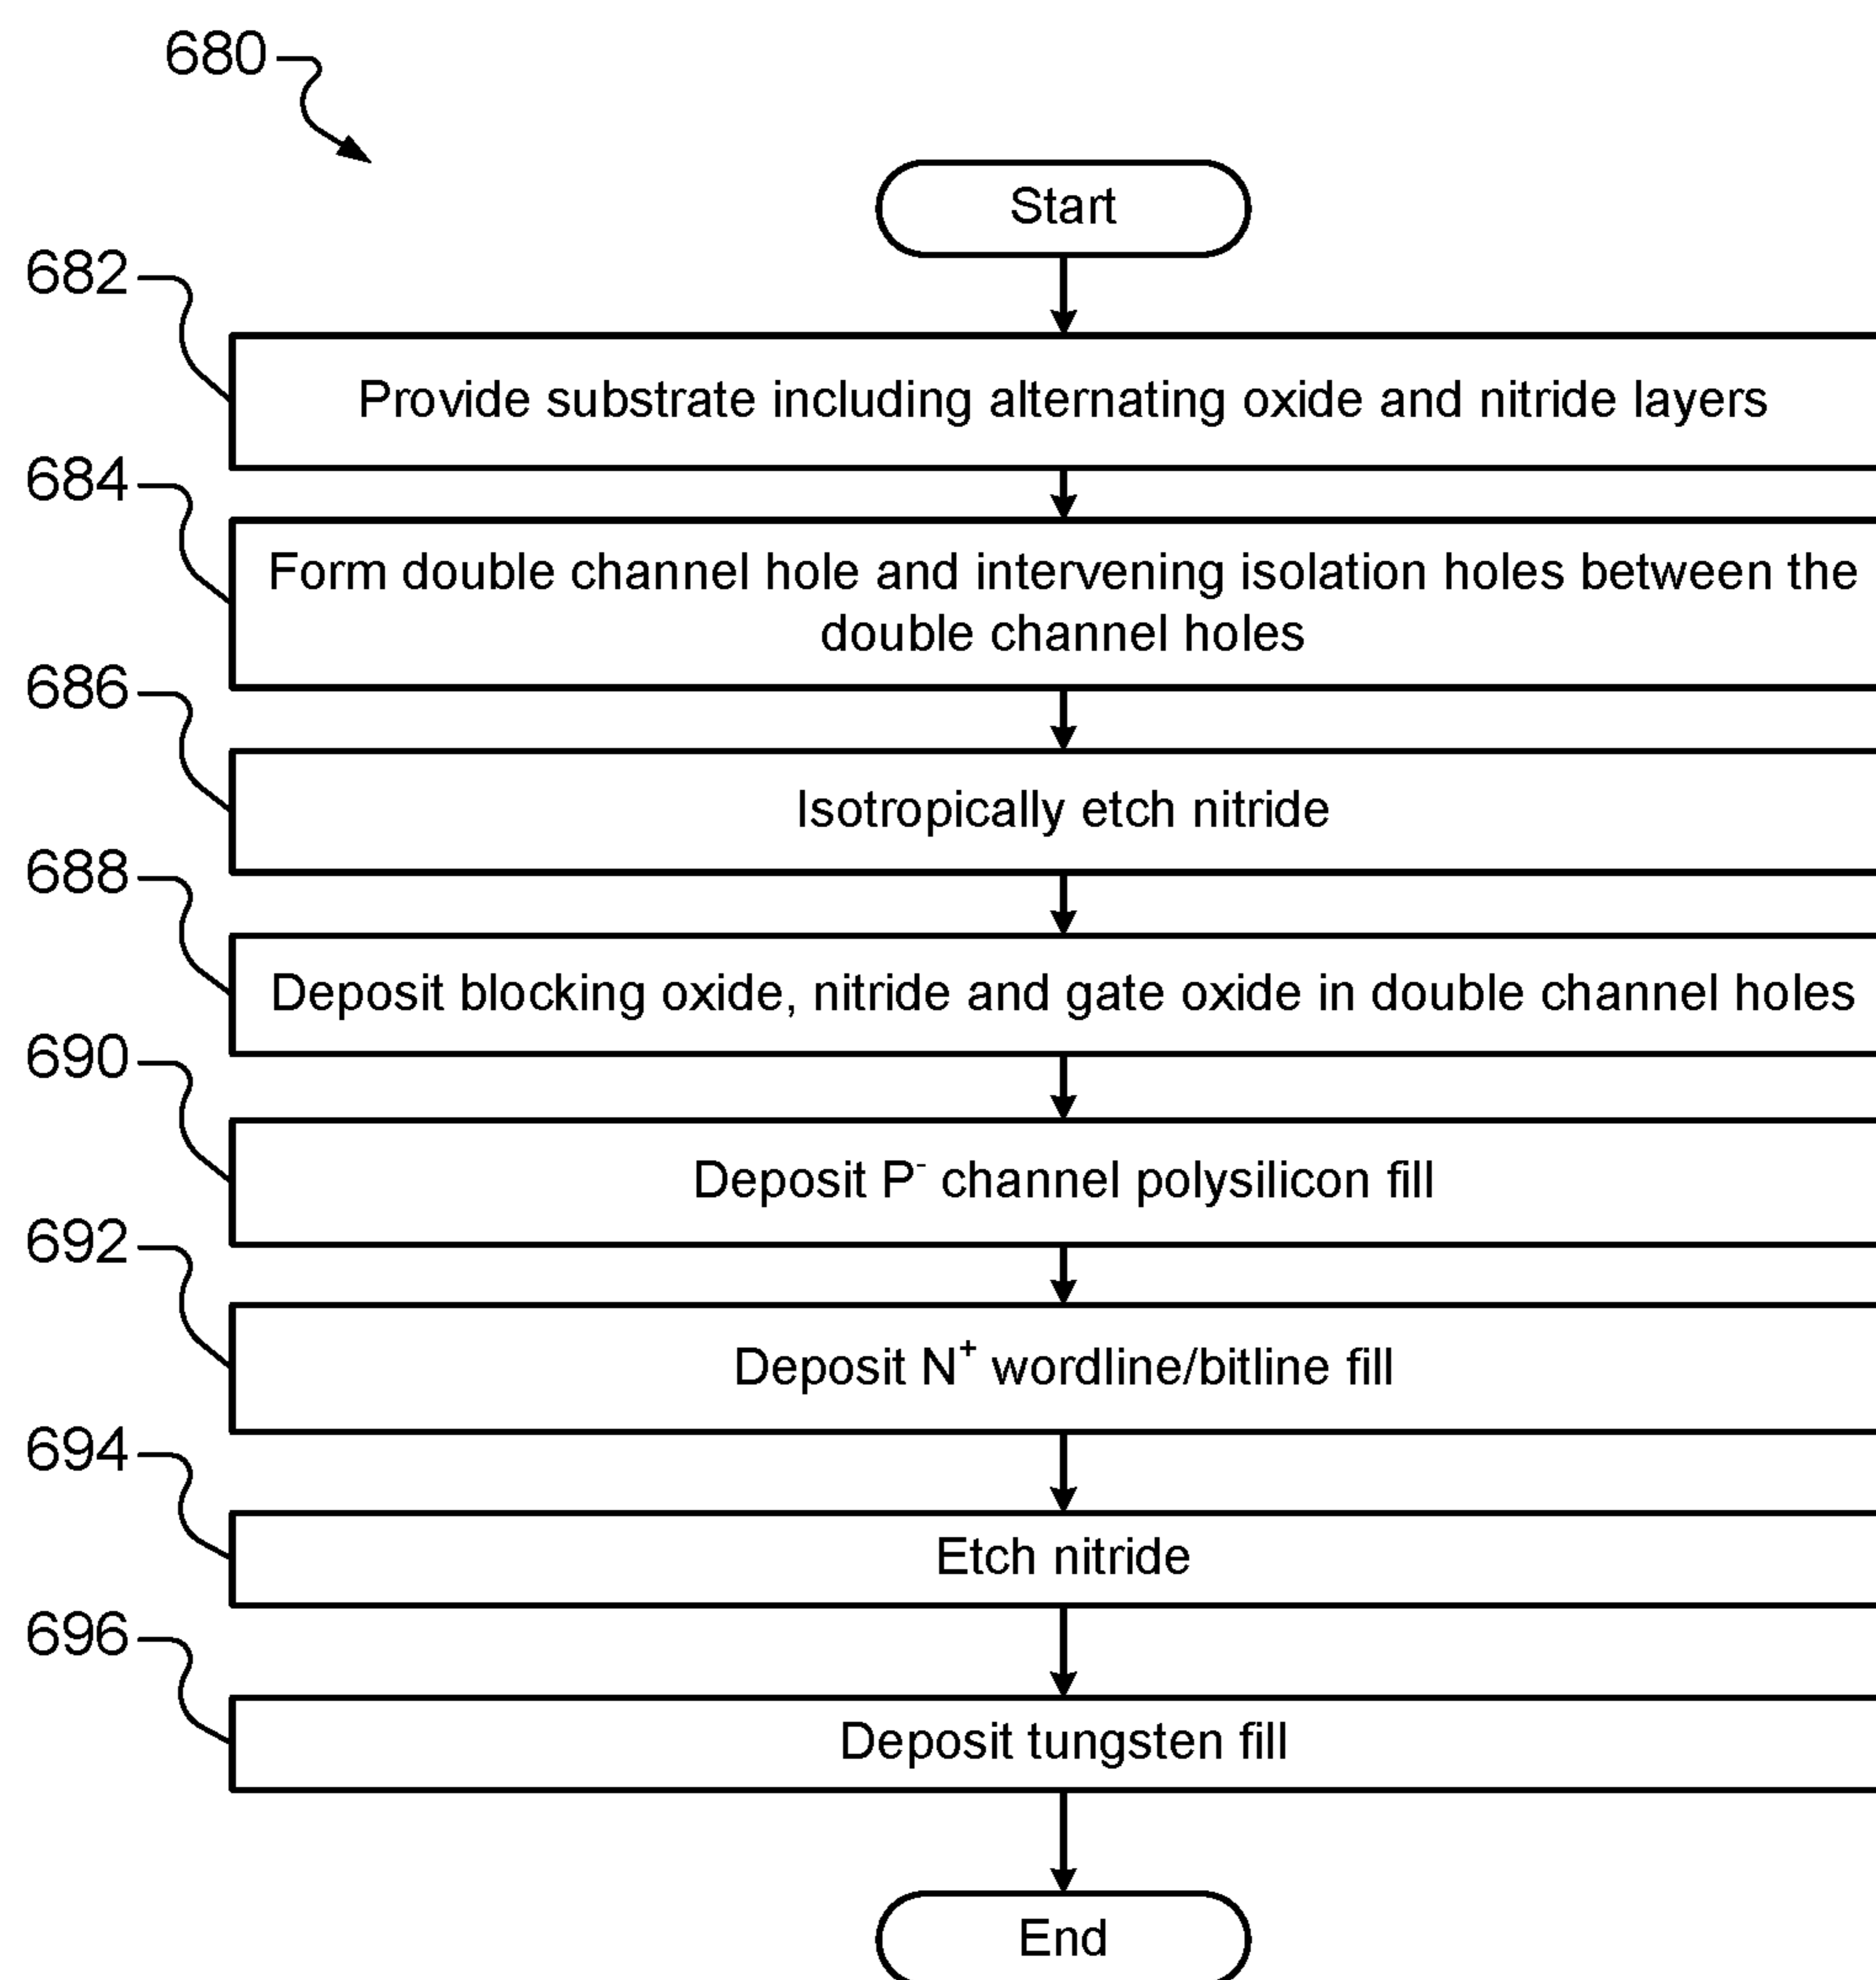 680
Start
682
Provide substrate including alternating oxide and nitride layers
684
Form double channel hole and intervening isolation holes between the
double channel holes
686
Isotropically etch nitride
688
Deposit blocking oxide, nitride and gate oxide in double channel holes
690
Deposit P⁻ channel polysilicon fill
692
Deposit N⁺ wordline/bitline fill
694
Etch nitride
696
Deposit tungsten fill
End